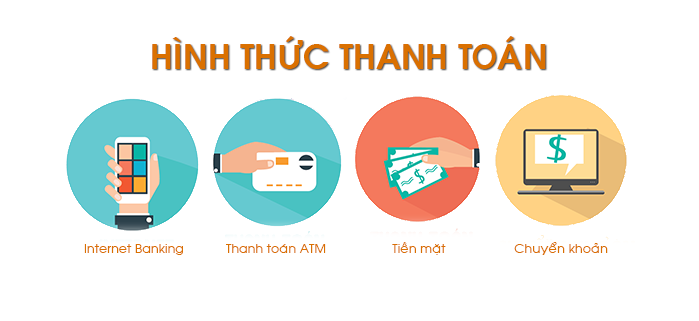 HÌNH THỨC THANH TOÁN
Internet Banking
Thanh toán ATM
Tiền mặt
Chuyển khoản
$
$